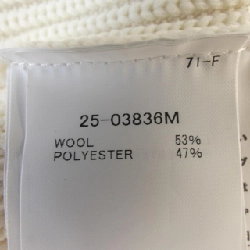 71-F
25-03836M
WOOL 53%
POLYESTER 47%